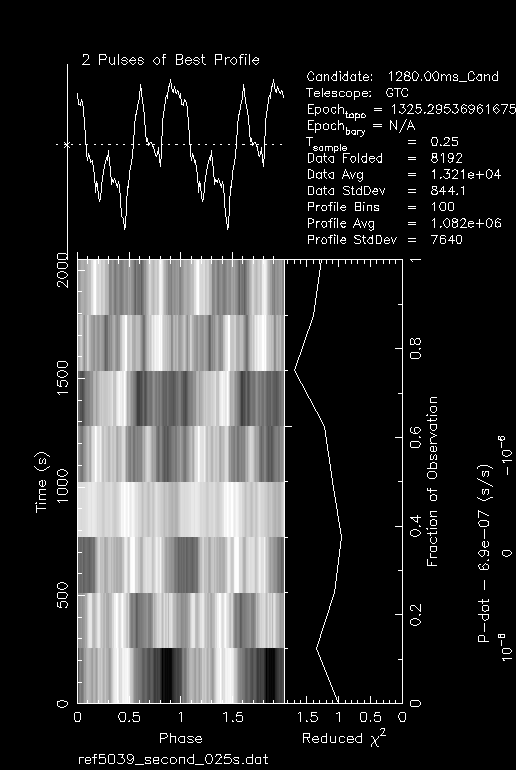 2 Pulses of Best Profile
Candidate: 1280.00ms_Cand
Telescope: GTC
Epoch_topo = 1325.29536961675
Epoch_bary = N/A
T_sample = 0.25
Data Folded = 8192
Data Avg = 1.321e+04
Data StdDev = 844.1
Profile Bins = 100
Profile Avg = 1.082e+06
Profile StdDev = 7640
2000
1500
1000
500
0
Time (s)
0 0.5 1 1.5
Phase
1.5 1 0.5 0
Reduced χ²
1
0.8
0.6
0.4
0.2
0
Fraction of Observation
P-dot - 6.9e-07 (s/s)
-10⁻⁶
0
ref5039_second_025s.dat